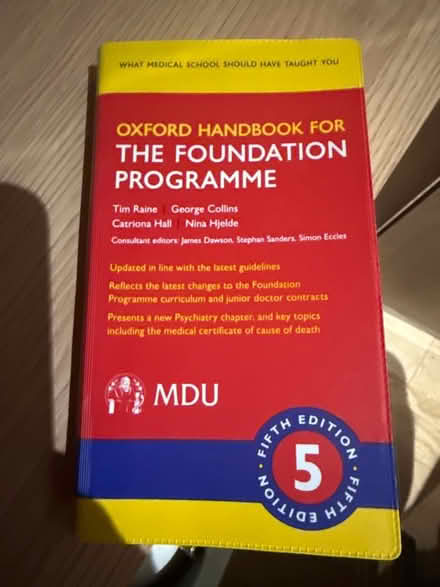 WHAT MEDICAL SCHOOL SHOULD HAVE TAUGHT YOU
OXFORD HANDBOOK FOR
THE FOUNDATION
PROGRAMME
Tim Raine | George Collins
Catriona Hall | Nina Hjelde
Consultant editors: James Dawson, Stephan Sanders, Simon Eccles
Updated in line with the latest guidelines
Reflects the latest changes to the Foundation
Programme curriculum and junior doctor contracts
Presents a new Psychiatry chapter, and key topics
including the medical certificate of cause of death
MDU
FIFTH EDITION
5
FIFTH EDITION